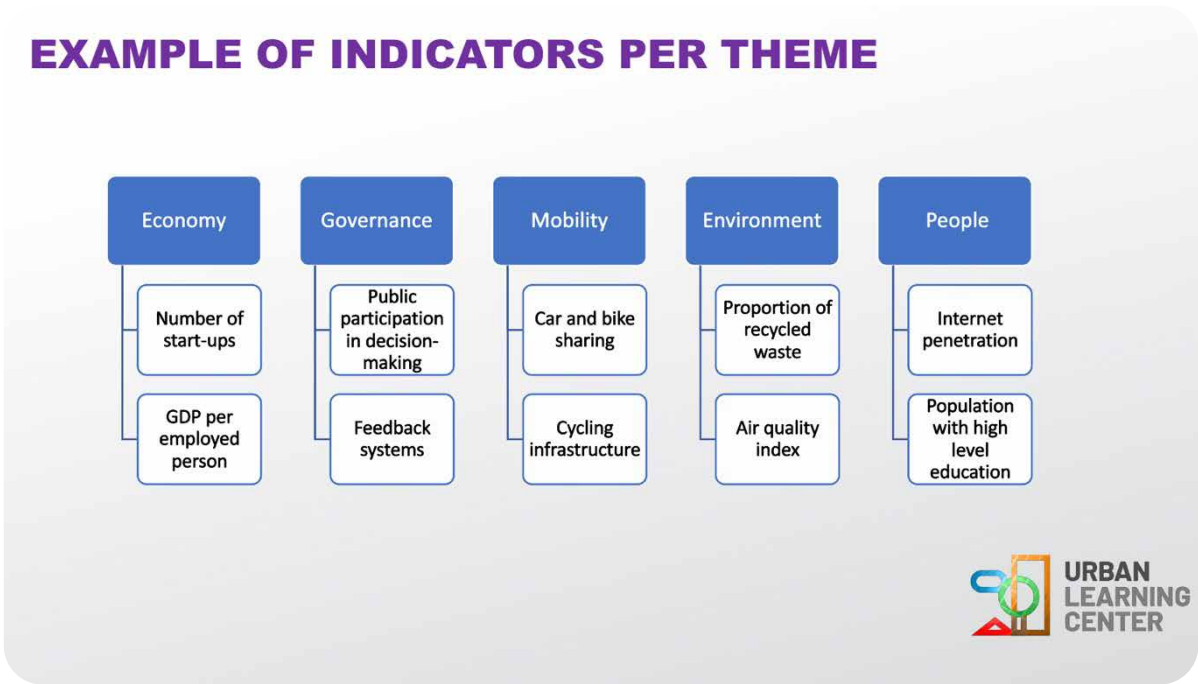 EXAMPLE OF INDICATORS PER THEME
Economy
Number of
start-ups
GDP per
employed
person
Governance
Public
participation
in decision-
making
Feedback
systems
Mobility
Car and bike
sharing
Cycling
infrastructure
Environment
Proportion of
recycled
waste
Air quality
index
People
Internet
penetration
Population
with high
level
education
URBAN
LEARNING
CENTER